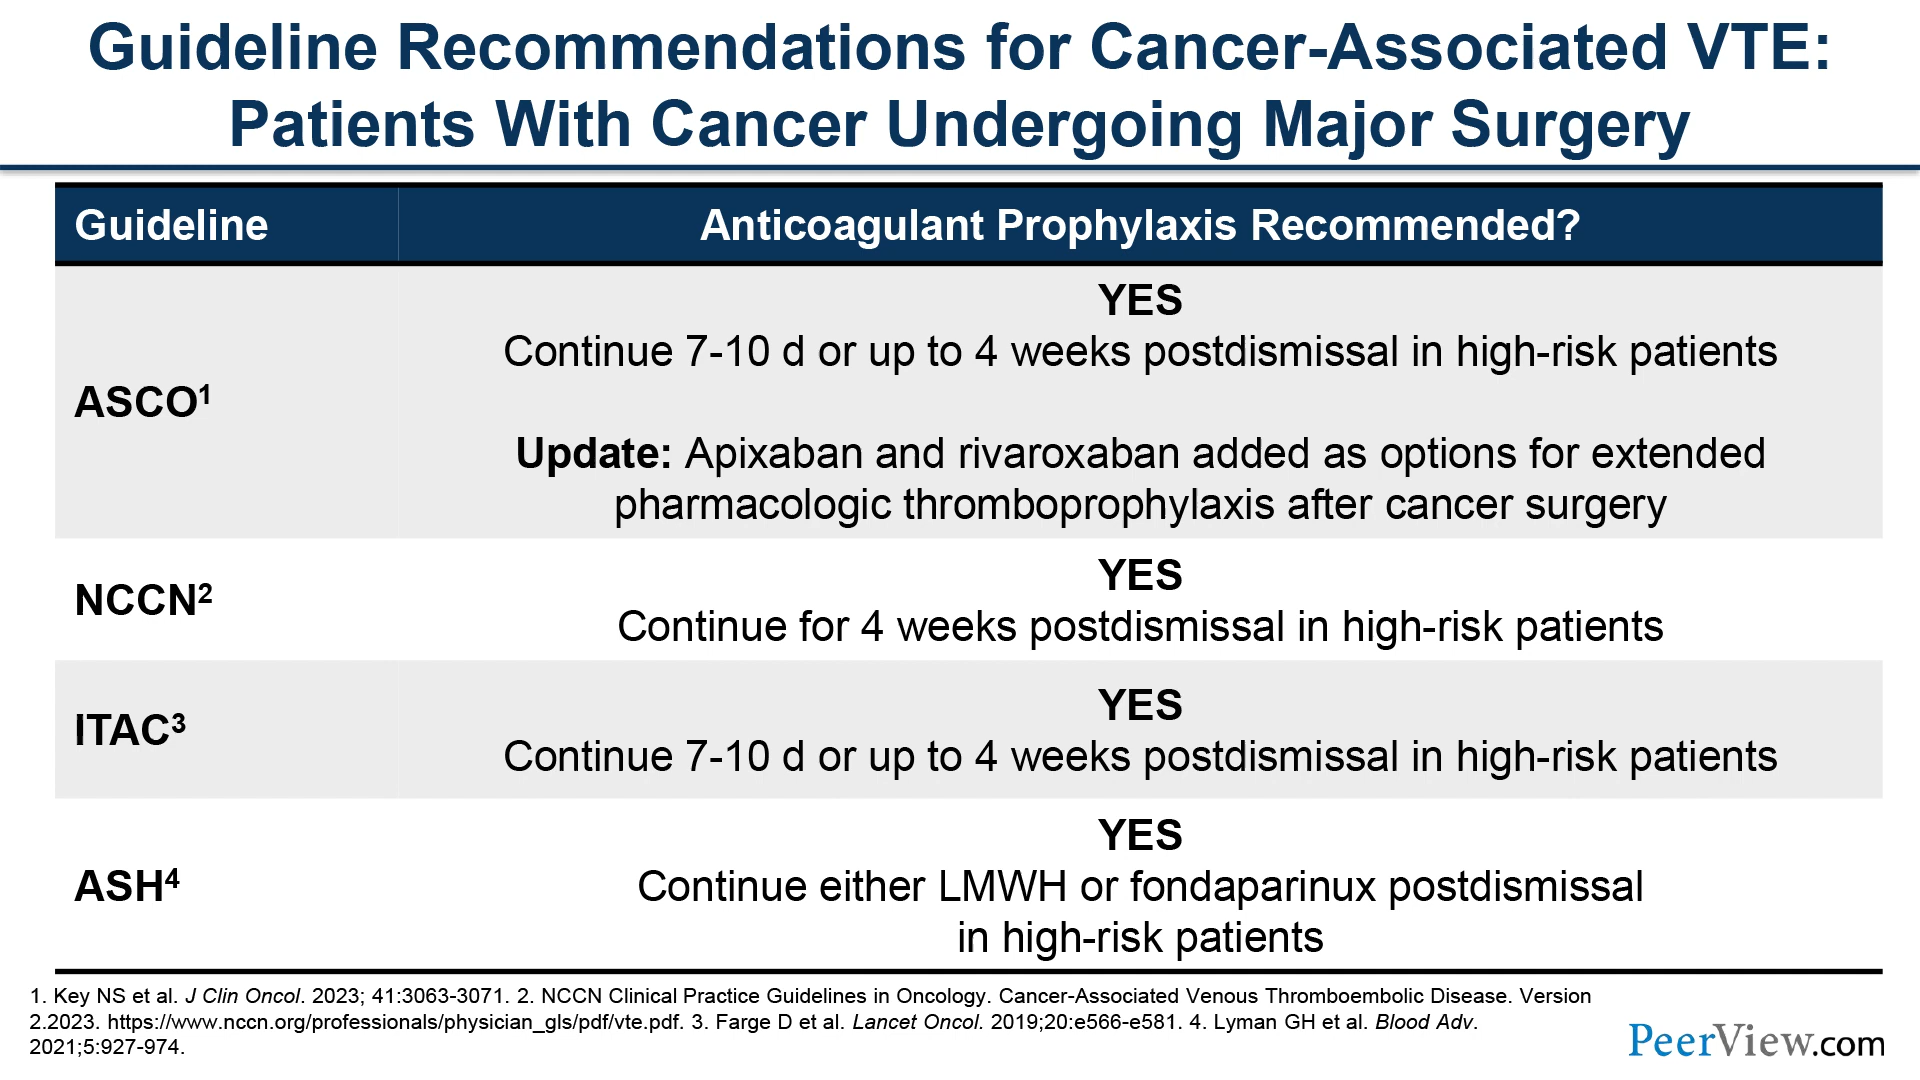 Guideline Recommendations for Cancer-Associated VTE:
Patients With Cancer Undergoing Major Surgery
Guideline
Anticoagulant Prophylaxis Recommended?
ASCO¹
YES
Continue 7-10 d or up to 4 weeks postdismissal in high-risk patients
Update: Apixaban and rivaroxaban added as options for extended
pharmacologic thromboprophylaxis after cancer surgery
NCCN²
YES
Continue for 4 weeks postdismissal in high-risk patients
ITAC³
YES
Continue 7-10 d or up to 4 weeks postdismissal in high-risk patients
ASH⁴
YES
Continue either LMWH or fondaparinux postdismissal
in high-risk patients
1. Key NS et al. J Clin Oncol. 2023; 41:3063-3071. 2. NCCN Clinical Practice Guidelines in Oncology. Cancer-Associated Venous Thromboembolic Disease. Version
2.2023. https://www.nccn.org/professionals/physician_gls/pdf/vte.pdf. 3. Farge D et al. Lancet Oncol. 2019;20:e566-e581. 4. Lyman GH et al. Blood Adv.
2021;5:927-974.
PeerView.com